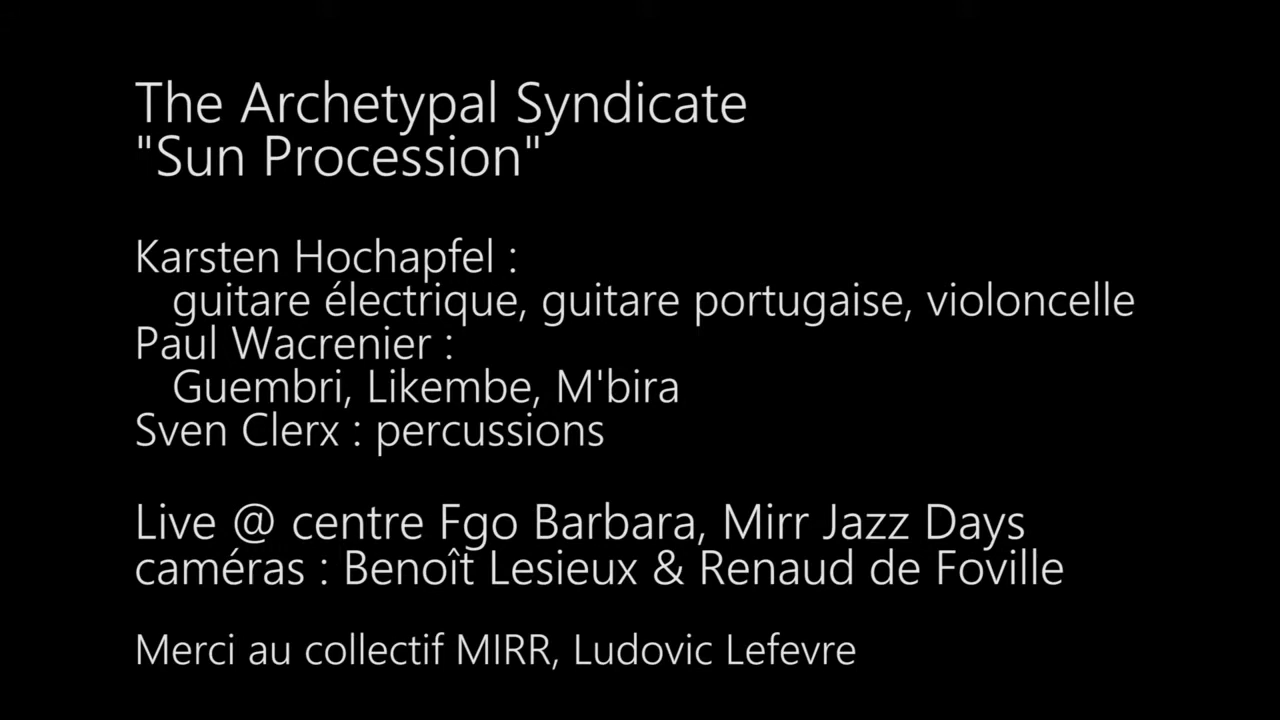 The Archetypal Syndicate
"Sun Procession"
Karsten Hochapfel :
guitare électrique, guitare portugaise, violoncelle
Paul Wacrenier :
Guembri, Likembe, M'bira
Sven Clerx : percussions
Live @ centre Fgo Barbara, Mirr Jazz Days
caméras : Benoît Lesieux & Renaud de Foville
Merci au collectif MIRR, Ludovic Lefevre